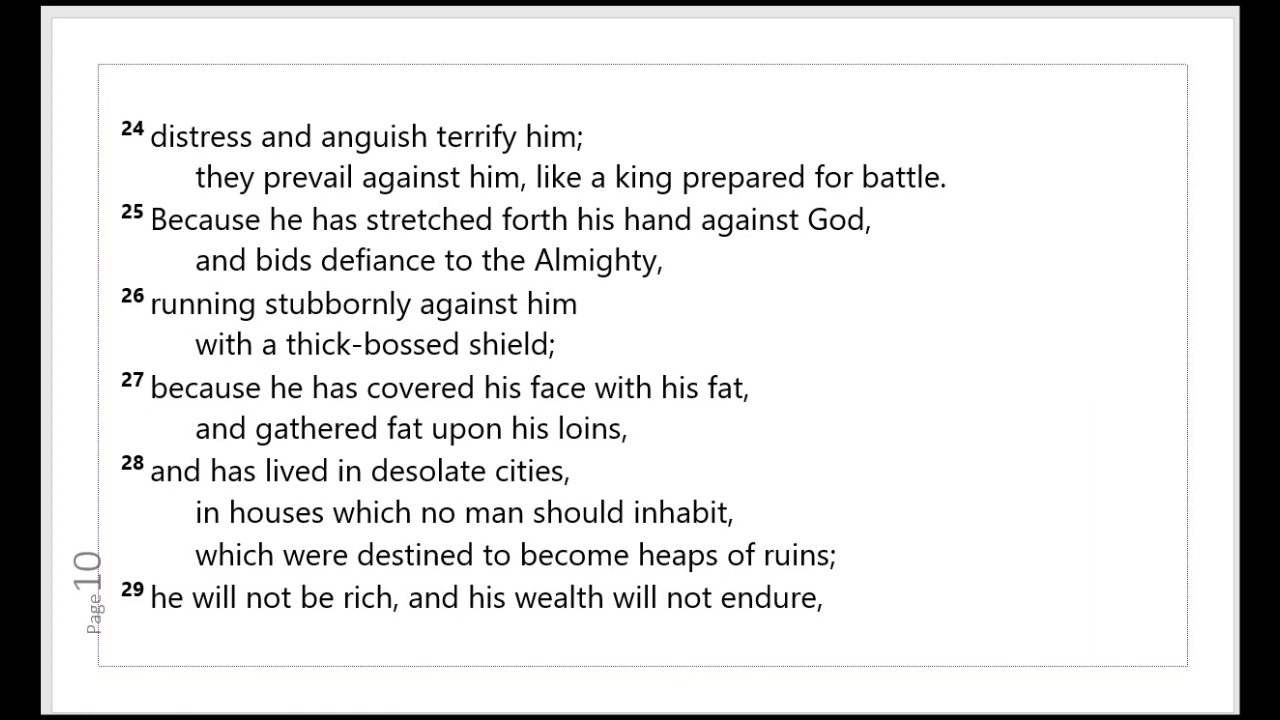 24 distress and anguish terrify him;
they prevail against him, like a king prepared for battle.
25 Because he has stretched forth his hand against God,
and bids defiance to the Almighty,
26 running stubbornly against him
with a thick-bossed shield;
27 because he has covered his face with his fat,
and gathered fat upon his loins,
28 and has lived in desolate cities,
in houses which no man should inhabit,
which were destined to become heaps of ruins;
29 he will not be rich, and his wealth will not endure,
Page 10